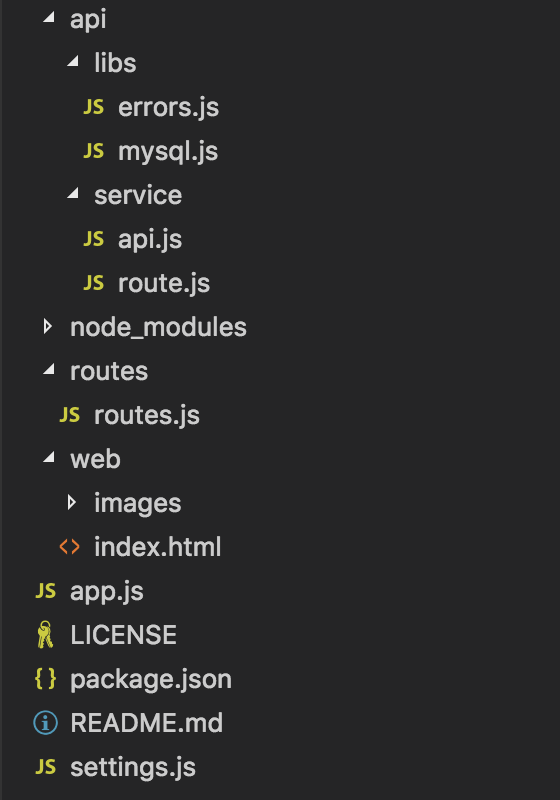 api
libs
JS errors.js
JS mysql.js
service
JS api.js
JS route.js
node_modules
routes
JS routes.js
web
images
<> index.html
JS app.js
LICENSE
{} package.json
README.md
JS settings.js